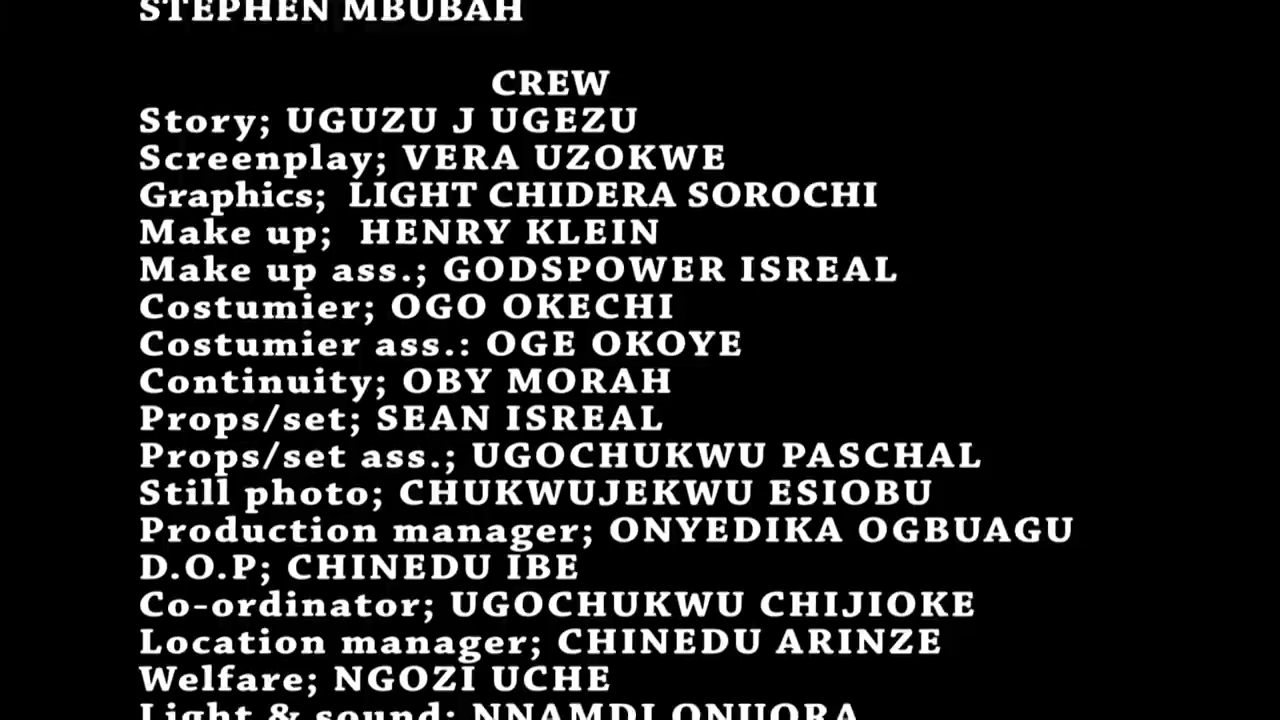 STEPHEN MBUBAH
CREW
Story; UGUZU J UGEZU
Screenplay; VERA UZOKWE
Graphics; LIGHT CHIDERA SOROCHI
Make up; HENRY KLEIN
Make up ass.; GODSPOWER ISREAL
Costumier; OGO OKECHI
Costumier ass.: OGE OKOYE
Continuity; OBY MORAH
Props/set; SEAN ISREAL
Props/set ass.; UGOCHUKWU PASCHAL
Still photo; CHUKWUJEKWU ESIOBU
Production manager; ONYEDIKA OGBUAGU
D.O.P; CHINEDU IBE
Co-ordinator; UGOCHUKWU CHIJIOKE
Location manager; CHINEDU ARINZE
Welfare; NGOZI UCHE
Light & sound; NNAMDI ONUORA